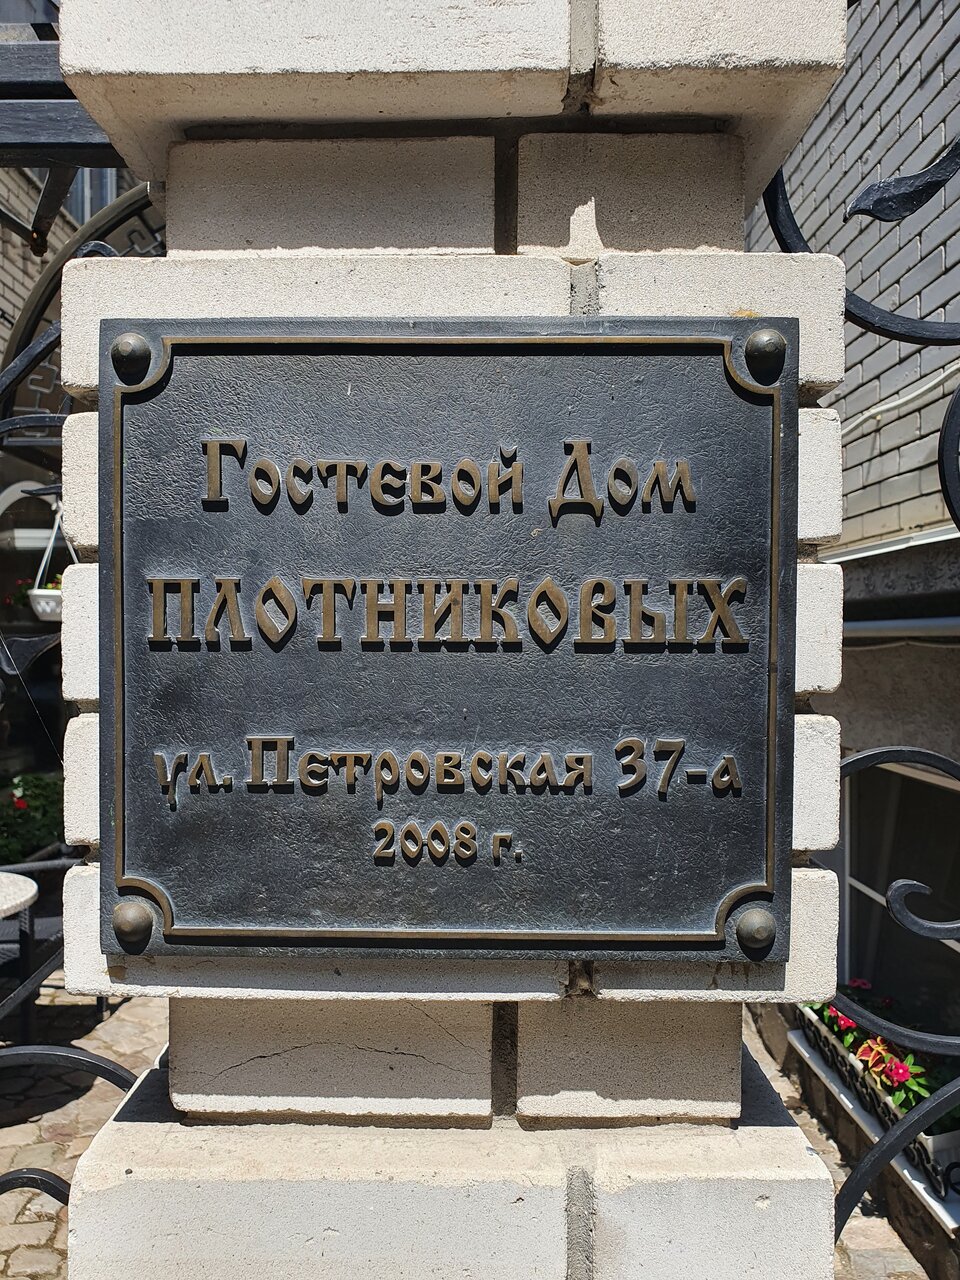 Гостевой Дом
ПЛОТНИКОВЫХ
ул. Петровская 37-а
2008 г.